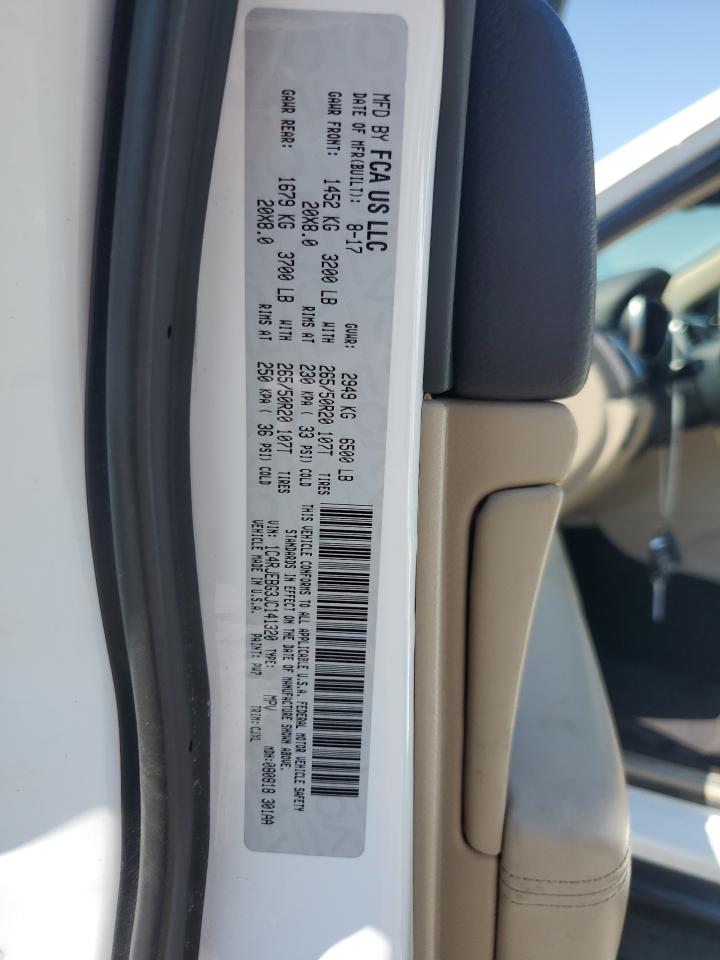 MFD BY FCA US LLC
DATE OF MFR(BUILT): 8-17 GVWR: 2949 KG 6500 LB
GAWR FRONT: 1452 KG 3200 LB WITH 265/50R20 107T TIRES
20X8.0 RIMS AT 230 KPA ( 33 PSI) COLD
GAWR REAR: 1679 KG 3700 LB WITH 265/50R20 107T TIRES
20X8.0 RIMS AT 250 KPA ( 36 PSI) COLD
THIS VEHICLE CONFORMS TO ALL APPLICABLE U.S.A. FEDERAL MOTOR VEHICLE SAFETY
STANDARDS IN EFFECT ON THE DATE OF MANUFACTURE SHOWN ABOVE.
VIN: 1C4RJEBG3JC141320 TYPE: MPV MDH:080818 301AA
VEHICLE MADE IN U.S.A. PAINT: PW7 TRIM:CJXL